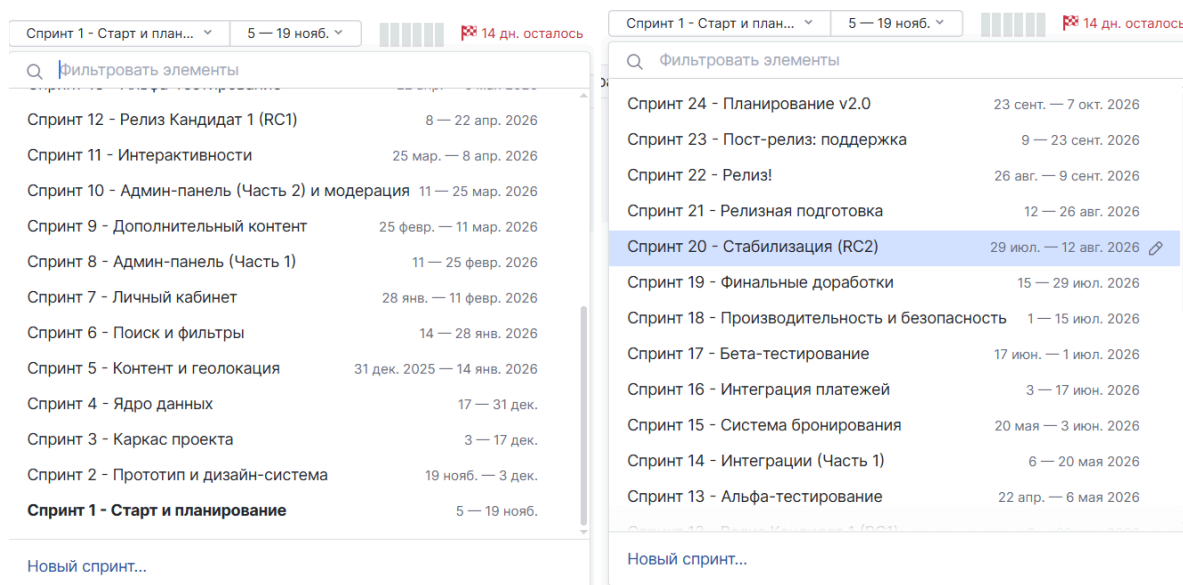 Спринт 1 - Старт и план... 5 — 19 нояб. 14 дн. осталось
Фильтровать элементы
Спринт 12 - Релиз Кандидат 1 (RC1) 8 — 22 апр. 2026
Спринт 11 - Интерактивности 25 мар. — 8 апр. 2026
Спринт 10 - Админ-панель (Часть 2) и модерация 11 — 25 мар. 2026
Спринт 9 - Дополнительный контент 25 февр. — 11 мар. 2026
Спринт 8 - Админ-панель (Часть 1) 11 — 25 февр. 2026
Спринт 7 - Личный кабинет 28 янв. — 11 февр. 2026
Спринт 6 - Поиск и фильтры 14 — 28 янв. 2026
Спринт 5 - Контент и геолокация 31 дек. 2025 — 14 янв. 2026
Спринт 4 - Ядро данных 17 — 31 дек.
Спринт 3 - Каркас проекта 3 — 17 дек.
Спринт 2 - Прототип и дизайн-система 19 нояб. — 3 дек.
Спринт 1 - Старт и планирование 5 — 19 нояб.
Новый спринт...
Спринт 1 - Старт и план... 5 — 19 нояб. 14 дн. осталось
Фильтровать элементы
Спринт 24 - Планирование v2.0 23 сент. — 7 окт. 2026
Спринт 23 - Пост-релиз: поддержка 9 — 23 сент. 2026
Спринт 22 - Релиз! 26 авг. — 9 сент. 2026
Спринт 21 - Релизная подготовка 12 — 26 авг. 2026
Спринт 20 - Стабилизация (RC2) 29 июл. — 12 авг. 2026
Спринт 19 - Финальные доработки 15 — 29 июл. 2026
Спринт 18 - Производительность и безопасность 1 — 15 июл. 2026
Спринт 17 - Бета-тестирование 17 июн. — 1 июл. 2026
Спринт 16 - Интеграция платежей 3 — 17 июн. 2026
Спринт 15 - Система бронирования 20 мая — 3 июн. 2026
Спринт 14 - Интеграции (Часть 1) 6 — 20 мая 2026
Спринт 13 - Альфа-тестирование 22 апр. — 6 мая 2026
Новый спринт...